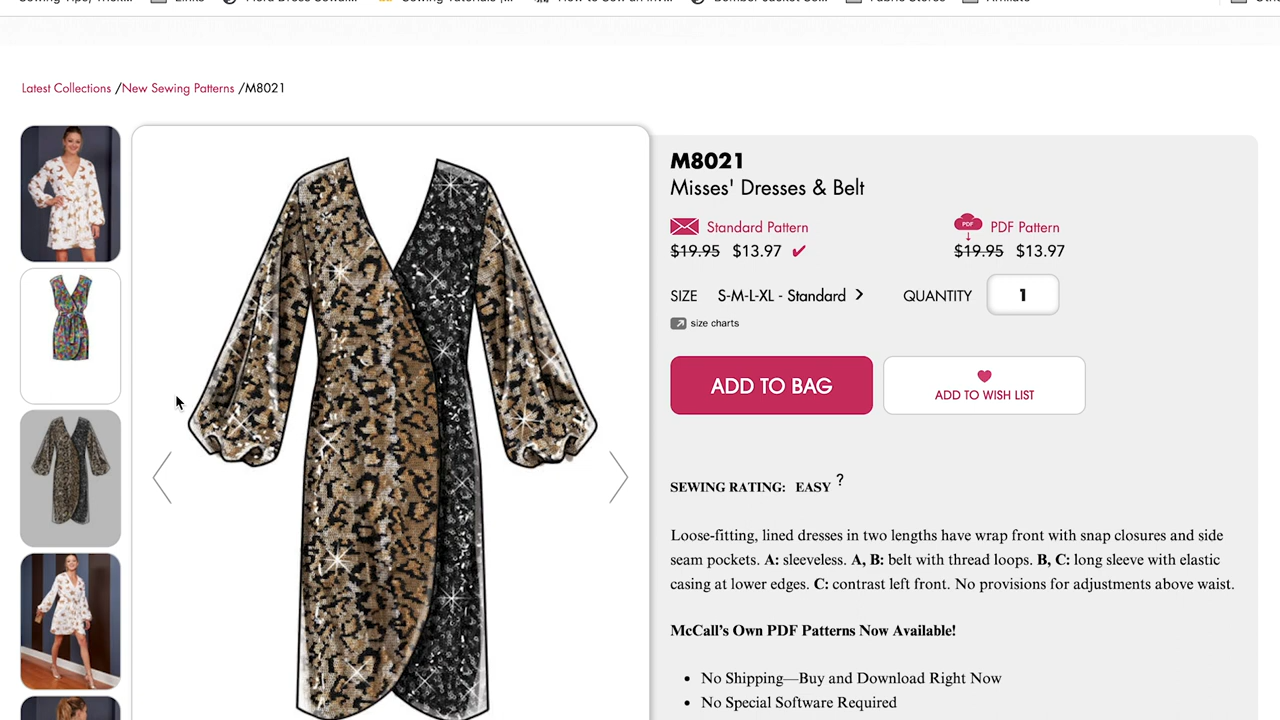 Latest Collections /New Sewing Patterns /M8021
M8021
Misses' Dresses & Belt
Standard Pattern
$19.95 $13.97 ✔
PDF
PDF Pattern
$19.95 $13.97
SIZE S-M-L-XL - Standard > QUANTITY 1
size charts
ADD TO BAG
ADD TO WISH LIST
SEWING RATING: EASY ?
Loose-fitting, lined dresses in two lengths have wrap front with snap closures and side
seam pockets. A: sleeveless. A, B: belt with thread loops. B, C: long sleeve with elastic
casing at lower edges. C: contrast left front. No provisions for adjustments above waist.
McCall's Own PDF Patterns Now Available!
• No Shipping—Buy and Download Right Now
• No Special Software Required